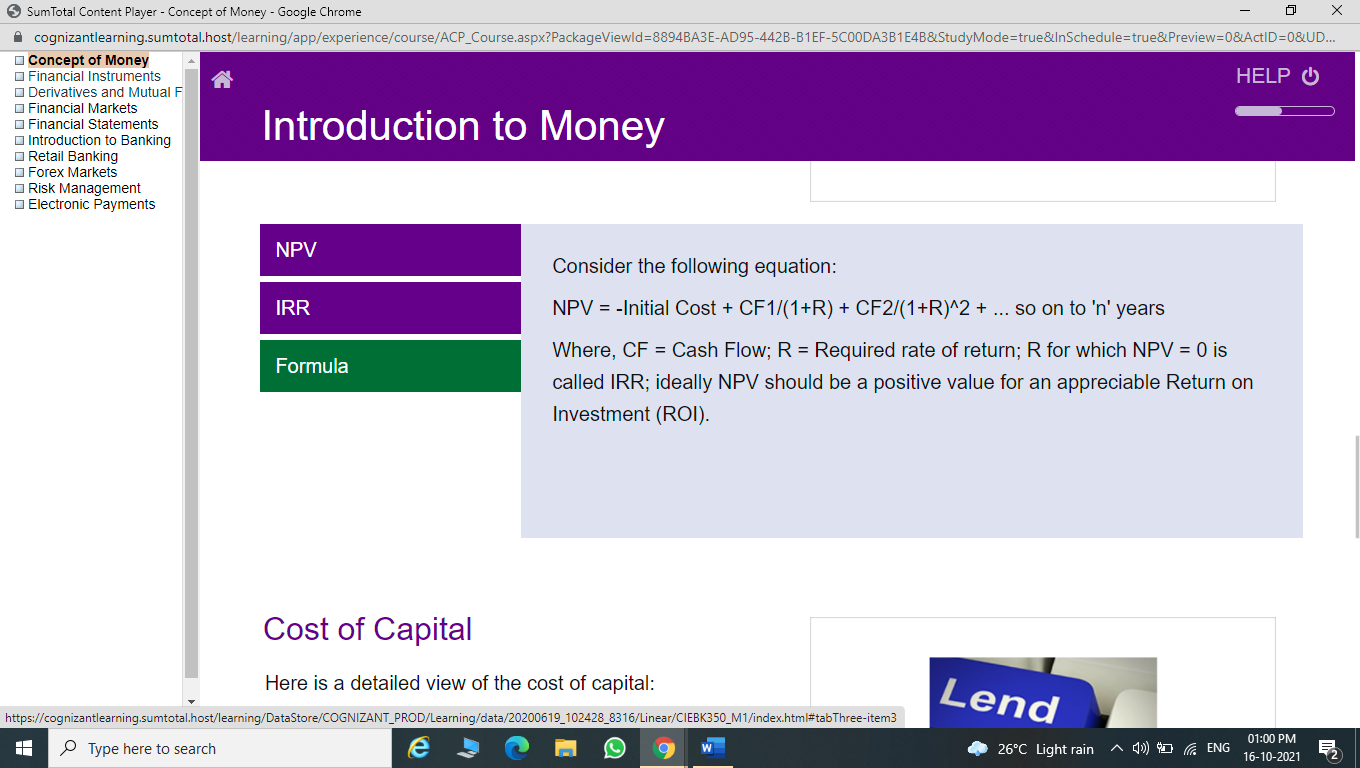 SumTotal Content Player - Concept of Money - Google Chrome
cognizantlearning.sumtotal.host/learning/app/experience/course/ACP_Course.aspx?PackageViewId=8894BA3E-AD95-442B-B1EF-5C00DA3B1E4B&StudyMode=true&InSchedule=true&Preview=0&ActID=0&UD...
Concept of Money
Financial Instruments
Derivatives and Mutual F
Financial Markets
Financial Statements
Introduction to Banking
Retail Banking
Forex Markets
Risk Management
Electronic Payments
HELP
Introduction to Money
NPV
IRR
Formula
Consider the following equation:
NPV = -Initial Cost + CF1/(1+R) + CF2/(1+R)^2 + ... so on to 'n' years
Where, CF = Cash Flow; R = Required rate of return; R for which NPV = 0 is
called IRR; ideally NPV should be a positive value for an appreciable Return on
Investment (ROI).
Cost of Capital
Here is a detailed view of the cost of capital:
Lend
https://cognizantlearning.sumtotal.host/learning/DataStore/COGNIZANT_PROD/Learning/data/20200619_102428_8316/Linear/CIEBK350_M1/index.html#tabThree-item3
Type here to search
26°C Light rain
ENG
01:00 PM
16-10-2021
2